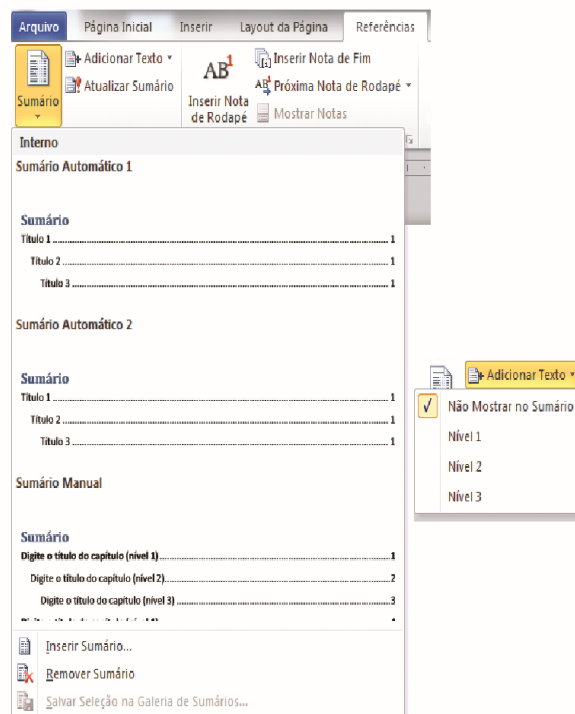 Arquivo Página Inicial Inserir Layout da Página Referências
Sumário
Adicionar Texto
Atualizar Sumário
AB1
Inserir Nota
de Rodapé
Inserir Nota de Fim
AB1 Próxima Nota de Rodapé
Mostrar Notas
Interno
Sumário Automático 1
Sumário
Título 1 ........ 1
Título 2 ........ 1
Título 3 ........ 1
Sumário Automático 2
Sumário
Título 1 ........ 1
Título 2 ........ 1
Título 3 ........ 1
Sumário Manual
Sumário
Digite o título do capítulo (nível 1) ........ 1
Digite o título do capítulo (nível 2) ........ 2
Digite o título do capítulo (nível 3) ........ 3
Inserir Sumário...
Remover Sumário
Salvar Seleção na Galeria de Sumários...
Adicionar Texto
Não Mostrar no Sumário
Nível 1
Nível 2
Nível 3